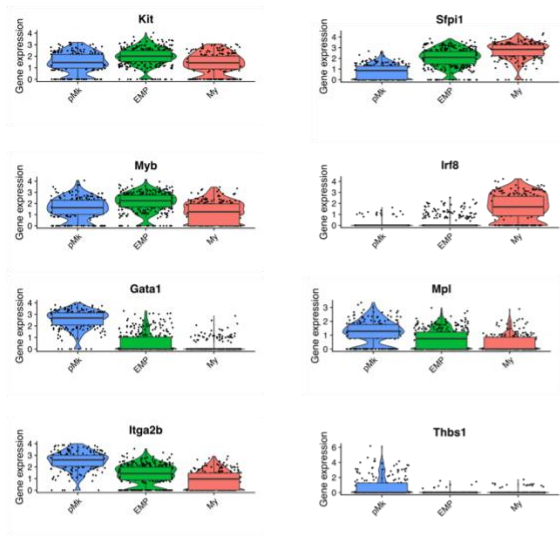 Kit
Gene expression
4
3
2
1
0
pMk
EMP
My
Sfpi1
Gene expression
4
3
2
1
0
pMk
EMP
My
Myb
Gene expression
4
3
2
1
0
pMk
EMP
My
Irf8
Gene expression
4
3
2
1
0
pMk
EMP
My
Gata1
Gene expression
4
3
2
1
0
pMk
EMP
My
Mpl
Gene expression
3
2
1
0
pMk
EMP
My
Itga2b
Gene expression
4
3
2
1
0
pMk
EMP
My
Thbs1
Gene expression
6
4
2
0
pMk
EMP
My